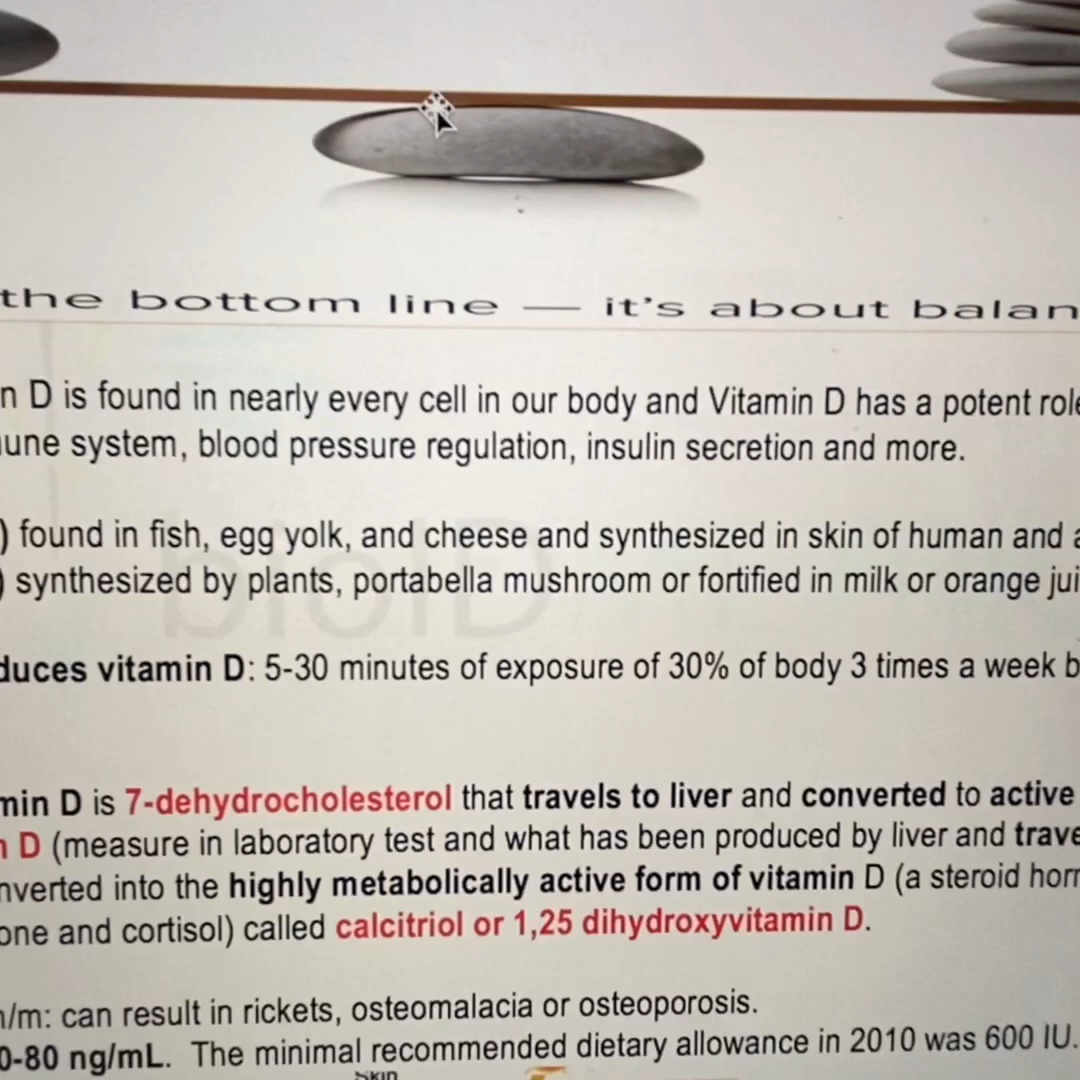 the bottom line — it's about balan
n D is found in nearly every cell in our body and Vitamin D has a potent role
une system, blood pressure regulation, insulin secretion and more.
) found in fish, egg yolk, and cheese and synthesized in skin of human and a
) synthesized by plants, portabella mushroom or fortified in milk or orange jui
duces vitamin D: 5-30 minutes of exposure of 30% of body 3 times a week b
min D is 7-dehydrocholesterol that travels to liver and converted to active
n D (measure in laboratory test and what has been produced by liver and trave
nverted into the highly metabolically active form of vitamin D (a steroid horm
one and cortisol) called calcitriol or 1,25 dihydroxyvitamin D.
/m: can result in rickets, osteomalacia or osteoporosis.
0-80 ng/mL. The minimal recommended dietary allowance in 2010 was 600 IU.
Skin